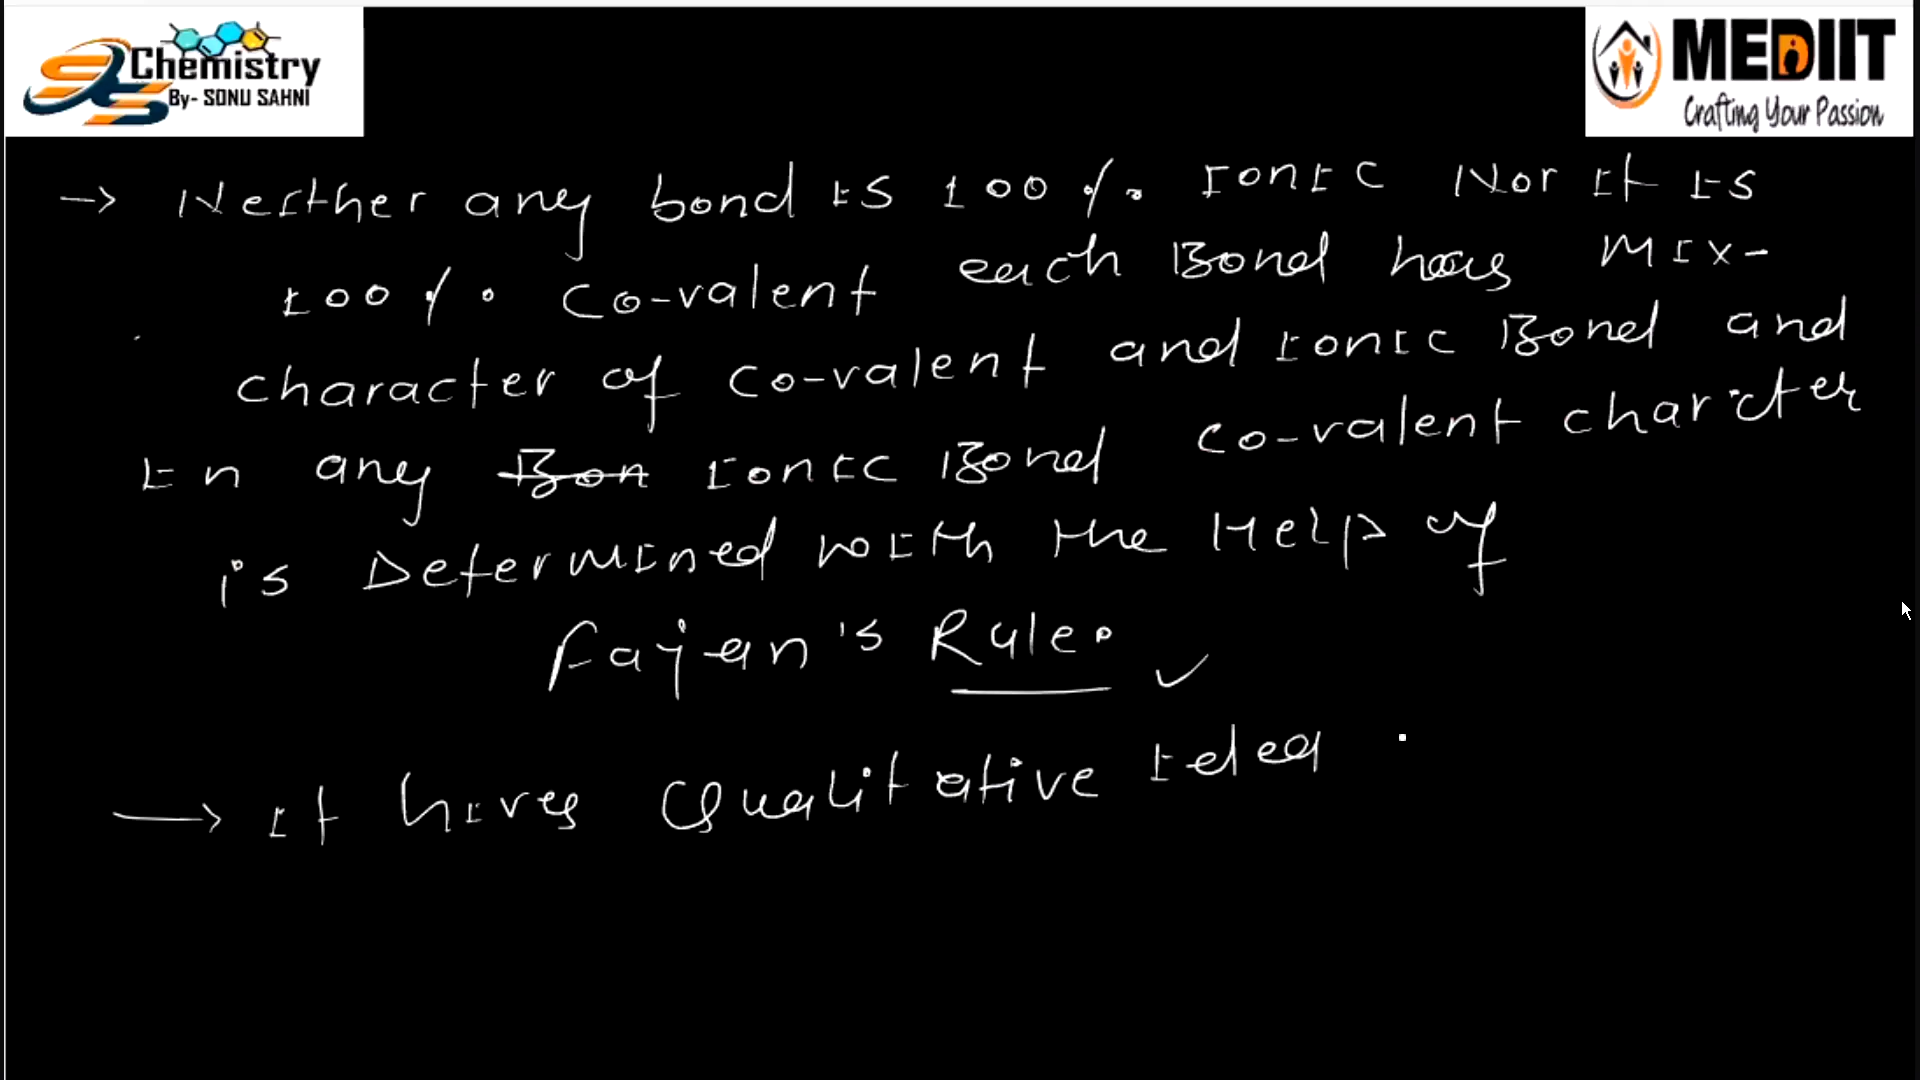 Chemistry
By- SONU SAHNI
MEDIIT
Crafting Your Passion
→ Neither any bond is 100 %. Ionic Nor It Is
100 %. Co-valent each Bond has Mix-
character of co-valent and Ionic Bond and
In any Bon Ionic Bond co-valent character
is Determined with the Help of
Fajan's Rule.
→ It Gives Qualitative Idea.